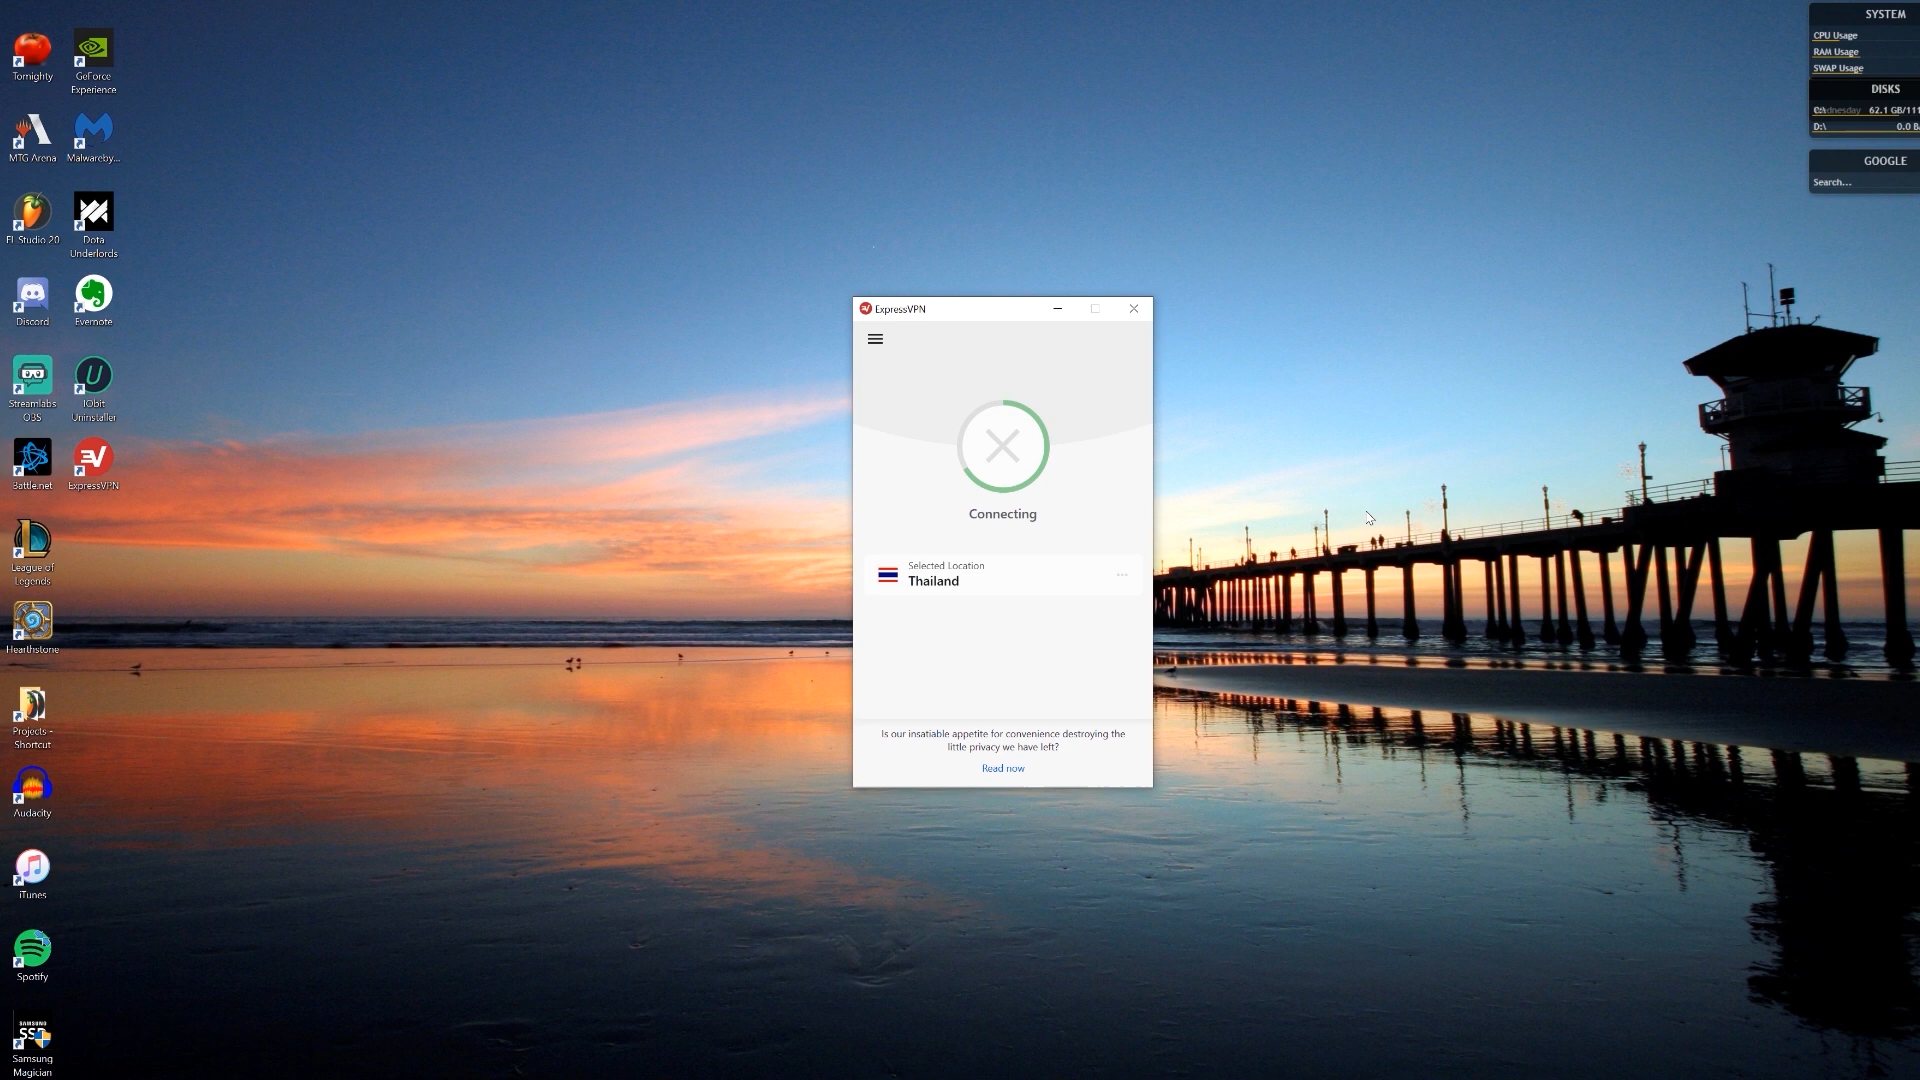 Tomighty
GeForce
Experience
MTG Arena
Malwareby...
FL Studio 20
Dota
Underlords
Discord
Evernote
Streamlabs
OBS
IObit
Uninstaller
Battle.net
ExpressVPN
League of
Legends
Hearthstone
Projects -
Shortcut
Audacity
iTunes
Spotify
SAMSUNG
SSD
Samsung
Magician
ExpressVPN
Connecting
Selected Location
Thailand
Is our insatiable appetite for convenience destroying the
little privacy we have left?
Read now
SYSTEM
CPU Usage
RAM Usage
SWAP Usage
DISKS
62.1 GB/111
D:\ 0.0 B
GOOGLE
Search...